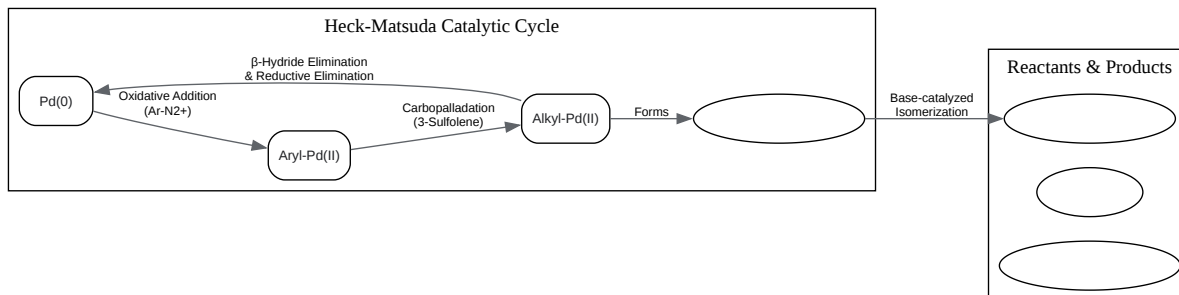 Heck-Matsuda Catalytic Cycle
β-Hydride Elimination
& Reductive Elimination
Pd(0)
Oxidative Addition
(Ar-N2+)
Aryl-Pd(II)
Carbopalladation
(3-Sulfolene)
Alkyl-Pd(II)
Forms
Base-catalyzed
Isomerization
Reactants & Products